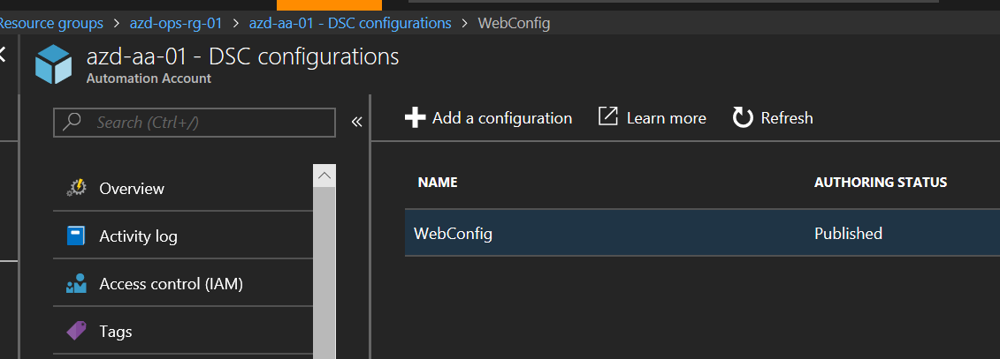 Resource groups > azd-ops-rg-01 > azd-aa-01 - DSC configurations > WebConfig
azd-aa-01 - DSC configurations
Automation Account
Search (Ctrl+/)
Add a configuration
Learn more
Refresh
Overview
Activity log
Access control (IAM)
Tags
NAME
AUTHORING STATUS
WebConfig
Published